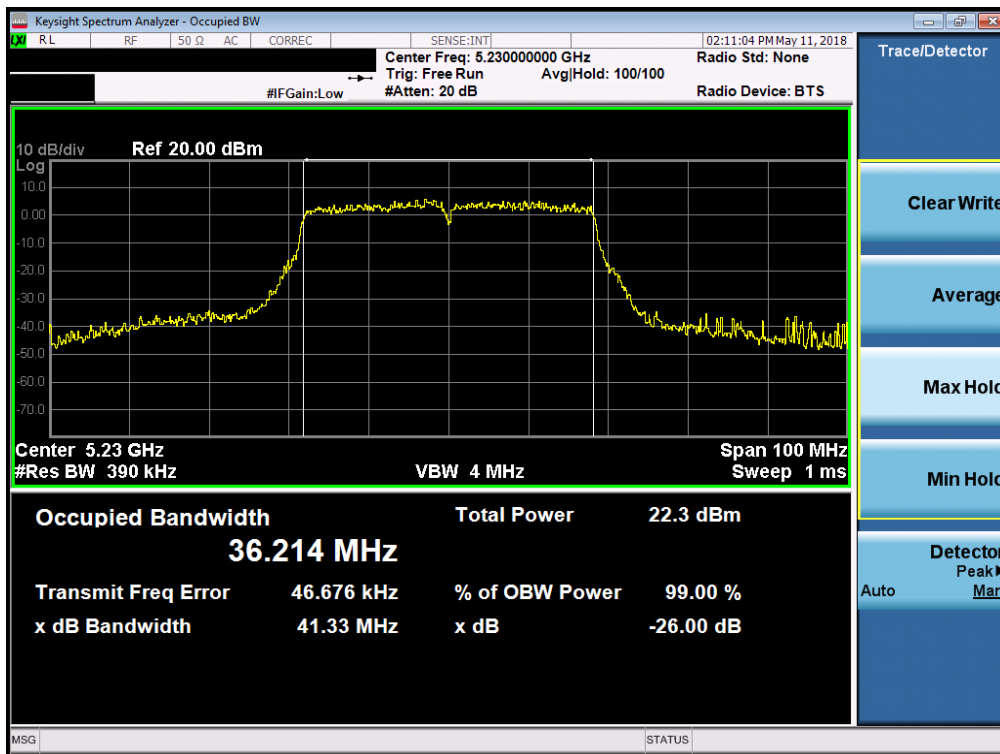 Keysight Spectrum Analyzer - Occupied BW
LXI RL RF 50 Ω AC CORREC SENSE:INT 02:11:04 PM May 11, 2018
Center Freq: 5.230000000 GHz Radio Std: None
Trig: Free Run Avg|Hold: 100/100
#IFGain:Low #Atten: 20 dB Radio Device: BTS
10 dB/div Ref 20.00 dBm
Log
10.0
0.00
-10.0
-20.0
-30.0
-40.0
-50.0
-60.0
-70.0
Center 5.23 GHz Span 100 MHz
#Res BW 390 kHz VBW 4 MHz Sweep 1 ms
Occupied Bandwidth Total Power 22.3 dBm
36.214 MHz
Transmit Freq Error 46.676 kHz % of OBW Power 99.00 %
x dB Bandwidth 41.33 MHz x dB -26.00 dB
MSG STATUS
Trace/Detector
Clear Write
Average
Max Hold
Min Hold
Detector
Peak
Auto Man